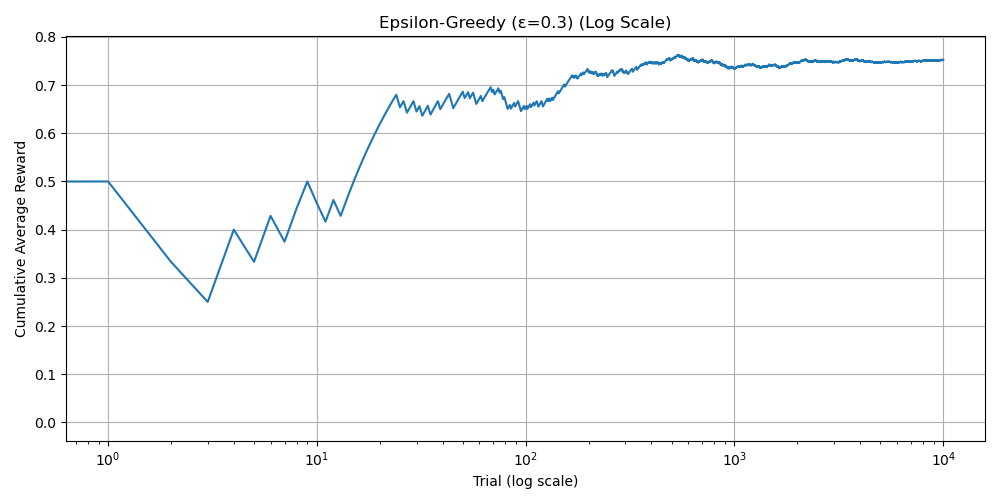 Epsilon-Greedy (ε=0.3) (Log Scale)
Cumulative Average Reward
0.8
0.7
0.6
0.5
0.4
0.3
0.2
0.1
0.0
10⁰ 10¹ 10² 10³ 10⁴
Trial (log scale)